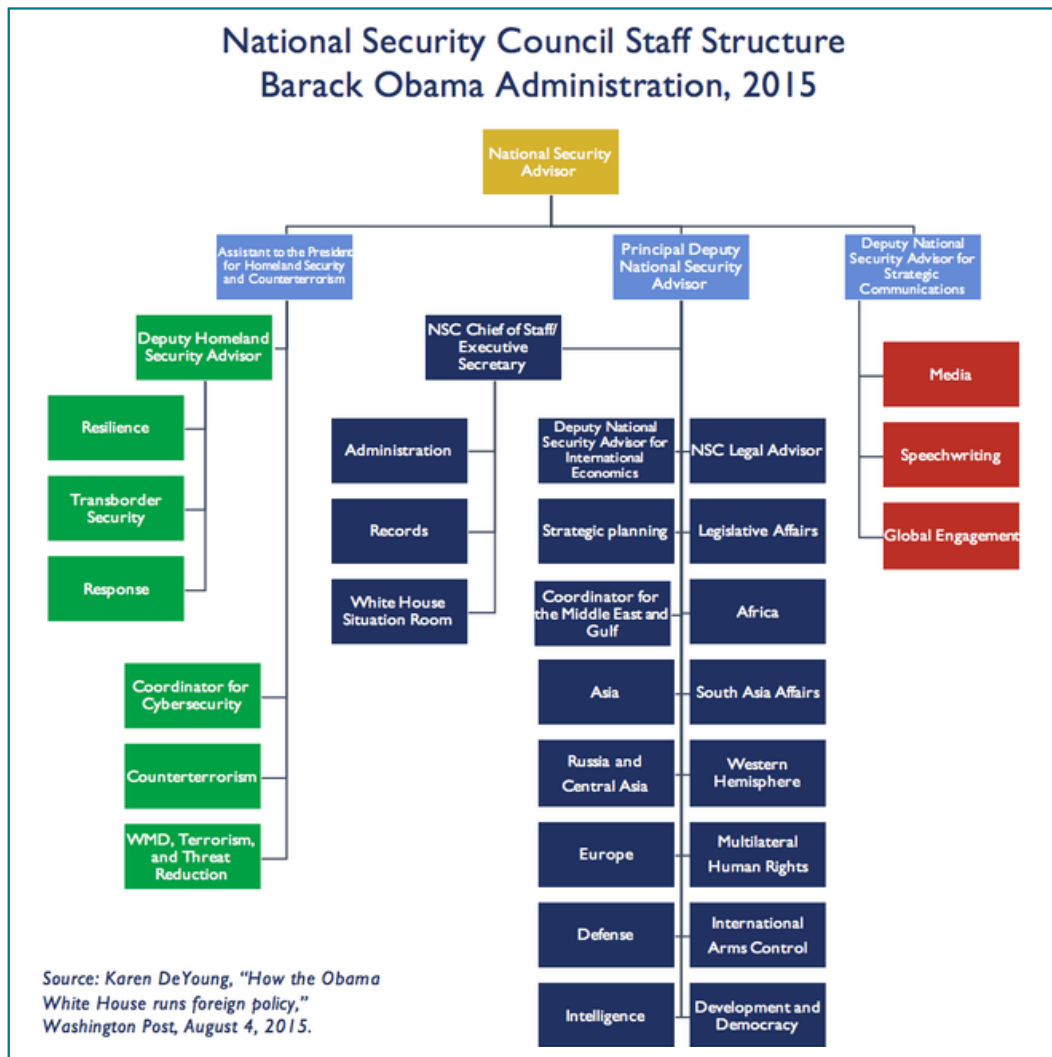 National Security Council Staff Structure
Barack Obama Administration, 2015
National Security
Advisor
Assistant to the President
for Homeland Security
and Counterterrorism
Principal Deputy
National Security
Advisor
Deputy National
Security Advisor for
Strategic
Communications
Deputy Homeland
Security Advisor
Resilience
Transborder
Security
Response
Coordinator for
Cybersecurity
Counterterrorism
WMD, Terrorism,
and Threat
Reduction
NSC Chief of Staff/
Executive
Secretary
Administration
Records
White House
Situation Room
Deputy National
Security Advisor for
International
Economics
NSC Legal Advisor
Strategic planning
Legislative Affairs
Coordinator for
the Middle East and
Gulf
Africa
Asia
South Asia Affairs
Russia and
Central Asia
Western
Hemisphere
Europe
Multilateral
Human Rights
Defense
International
Arms Control
Intelligence
Development and
Democracy
Media
Speechwriting
Global Engagement
Source: Karen DeYoung, “How the Obama
White House runs foreign policy,”
Washington Post, August 4, 2015.